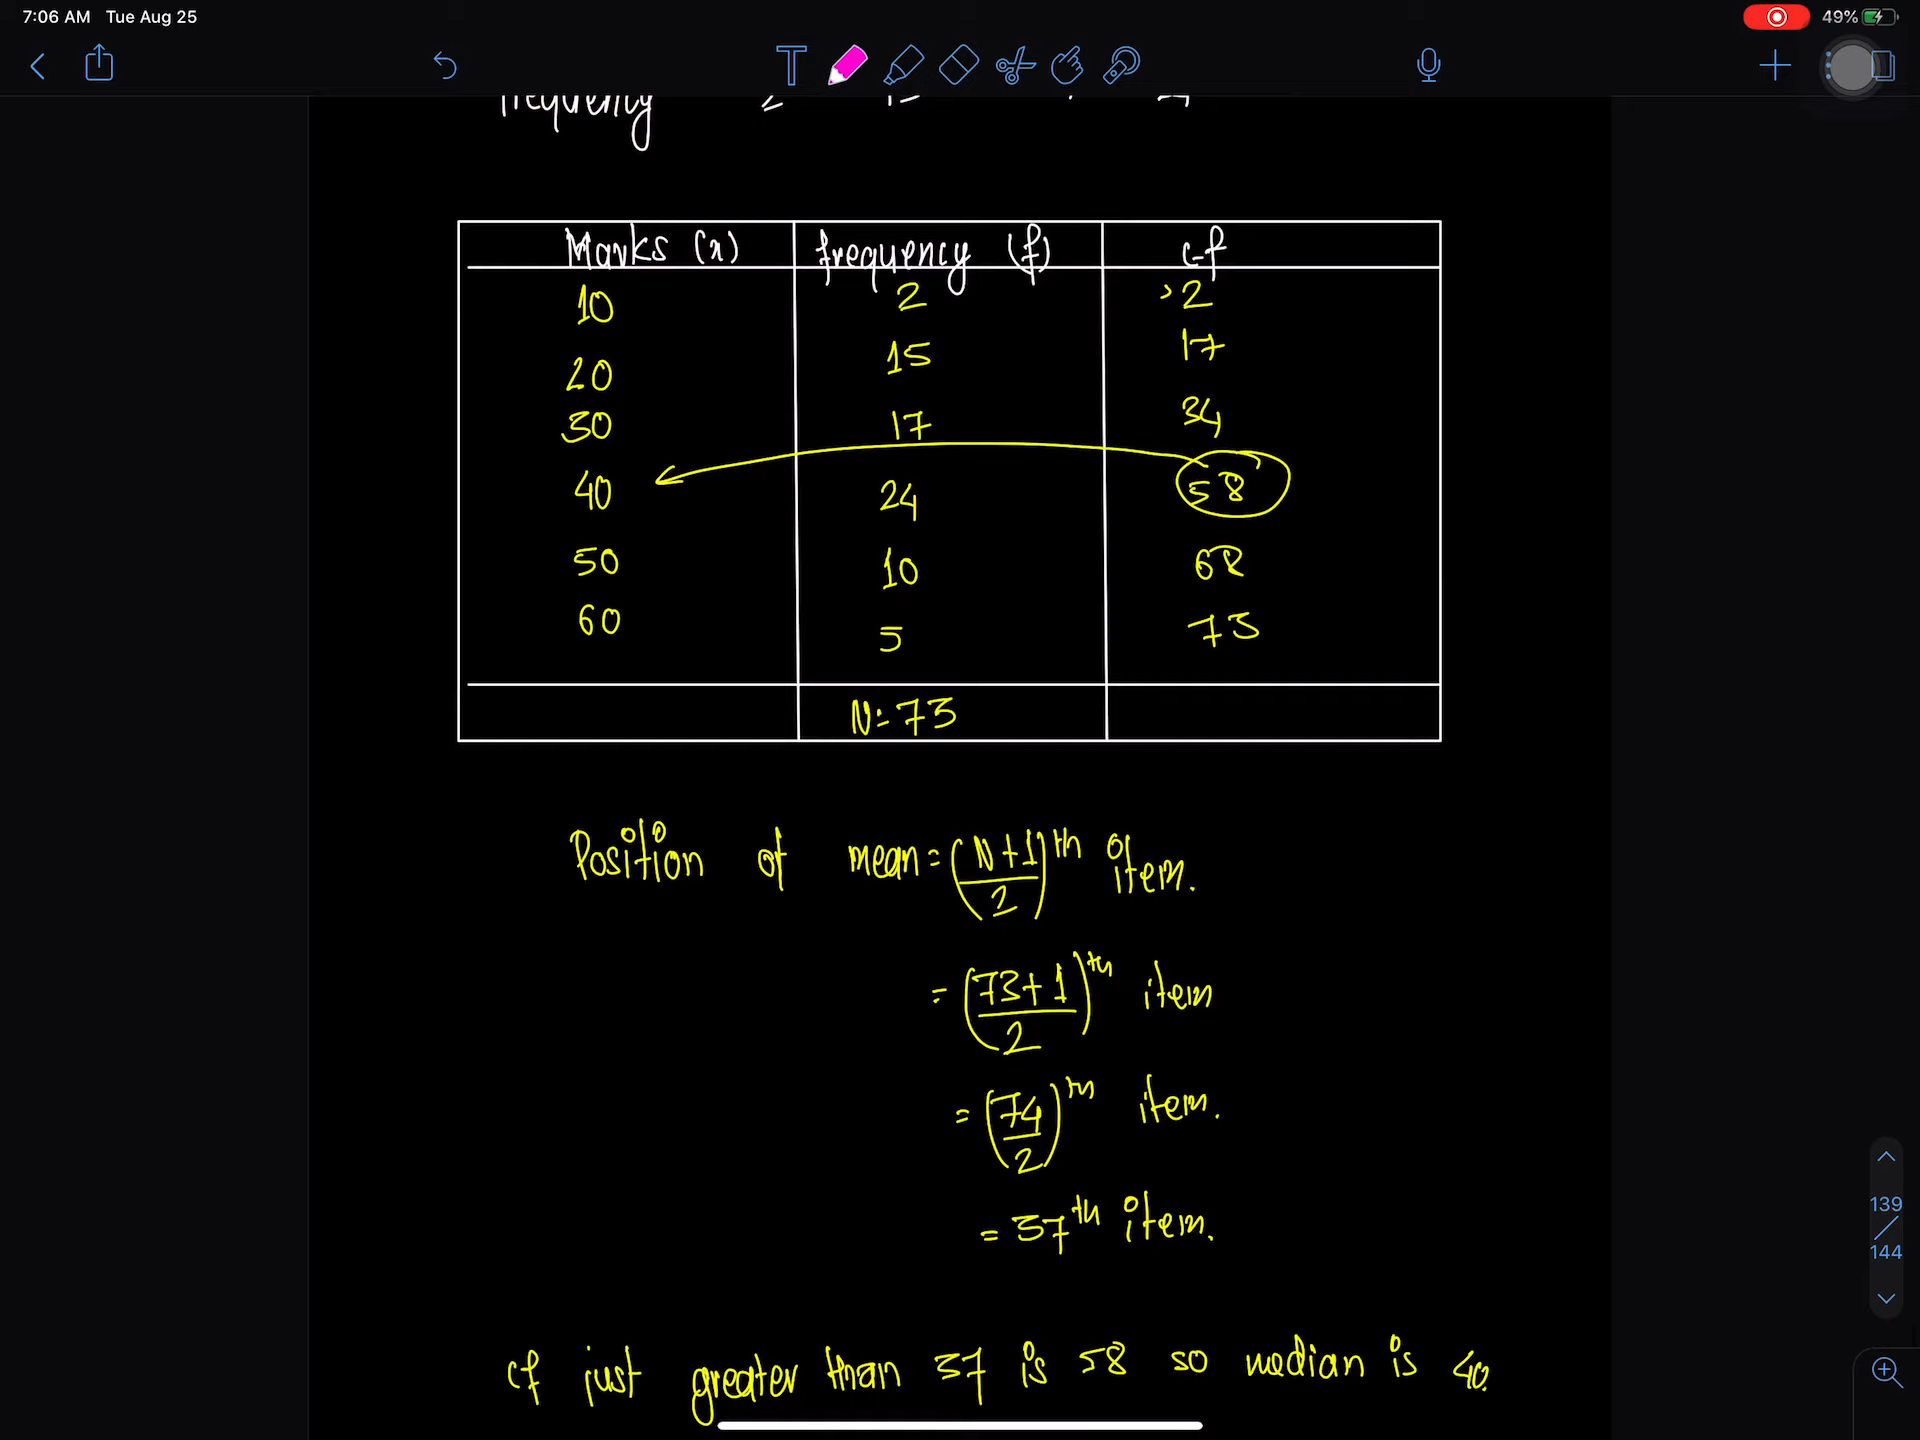 7:06 AM Tue Aug 25
49%
T
frequency
Marks (x) frequency (f) c.f
10 2 2
20 15 17
30 17 34
40 24 58
50 10 68
60 5 73
N=73
Position of mean = (N+1/2)th item.
= (73+1/2)th item
= (74/2)th item.
= 37th item.
139
144
cf just greater than 37 is 58 so median is 40.